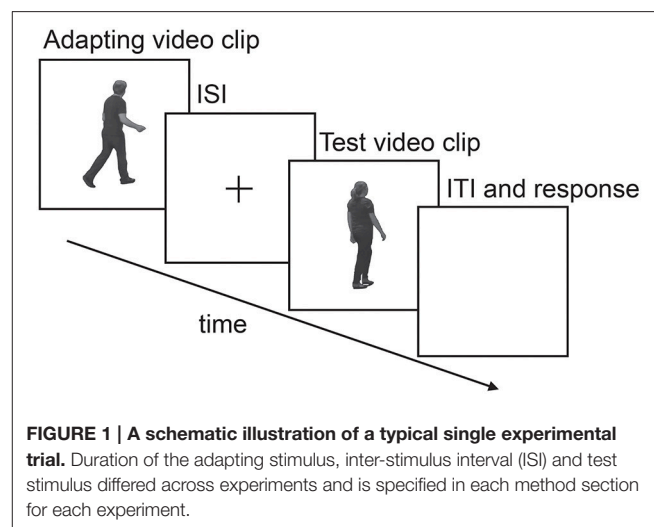 Adapting video clip
ISI
Test video clip
ITI and response
time
FIGURE 1 | A schematic illustration of a typical single experimental
trial. Duration of the adapting stimulus, inter-stimulus interval (ISI) and test
stimulus differed across experiments and is specified in each method section
for each experiment.